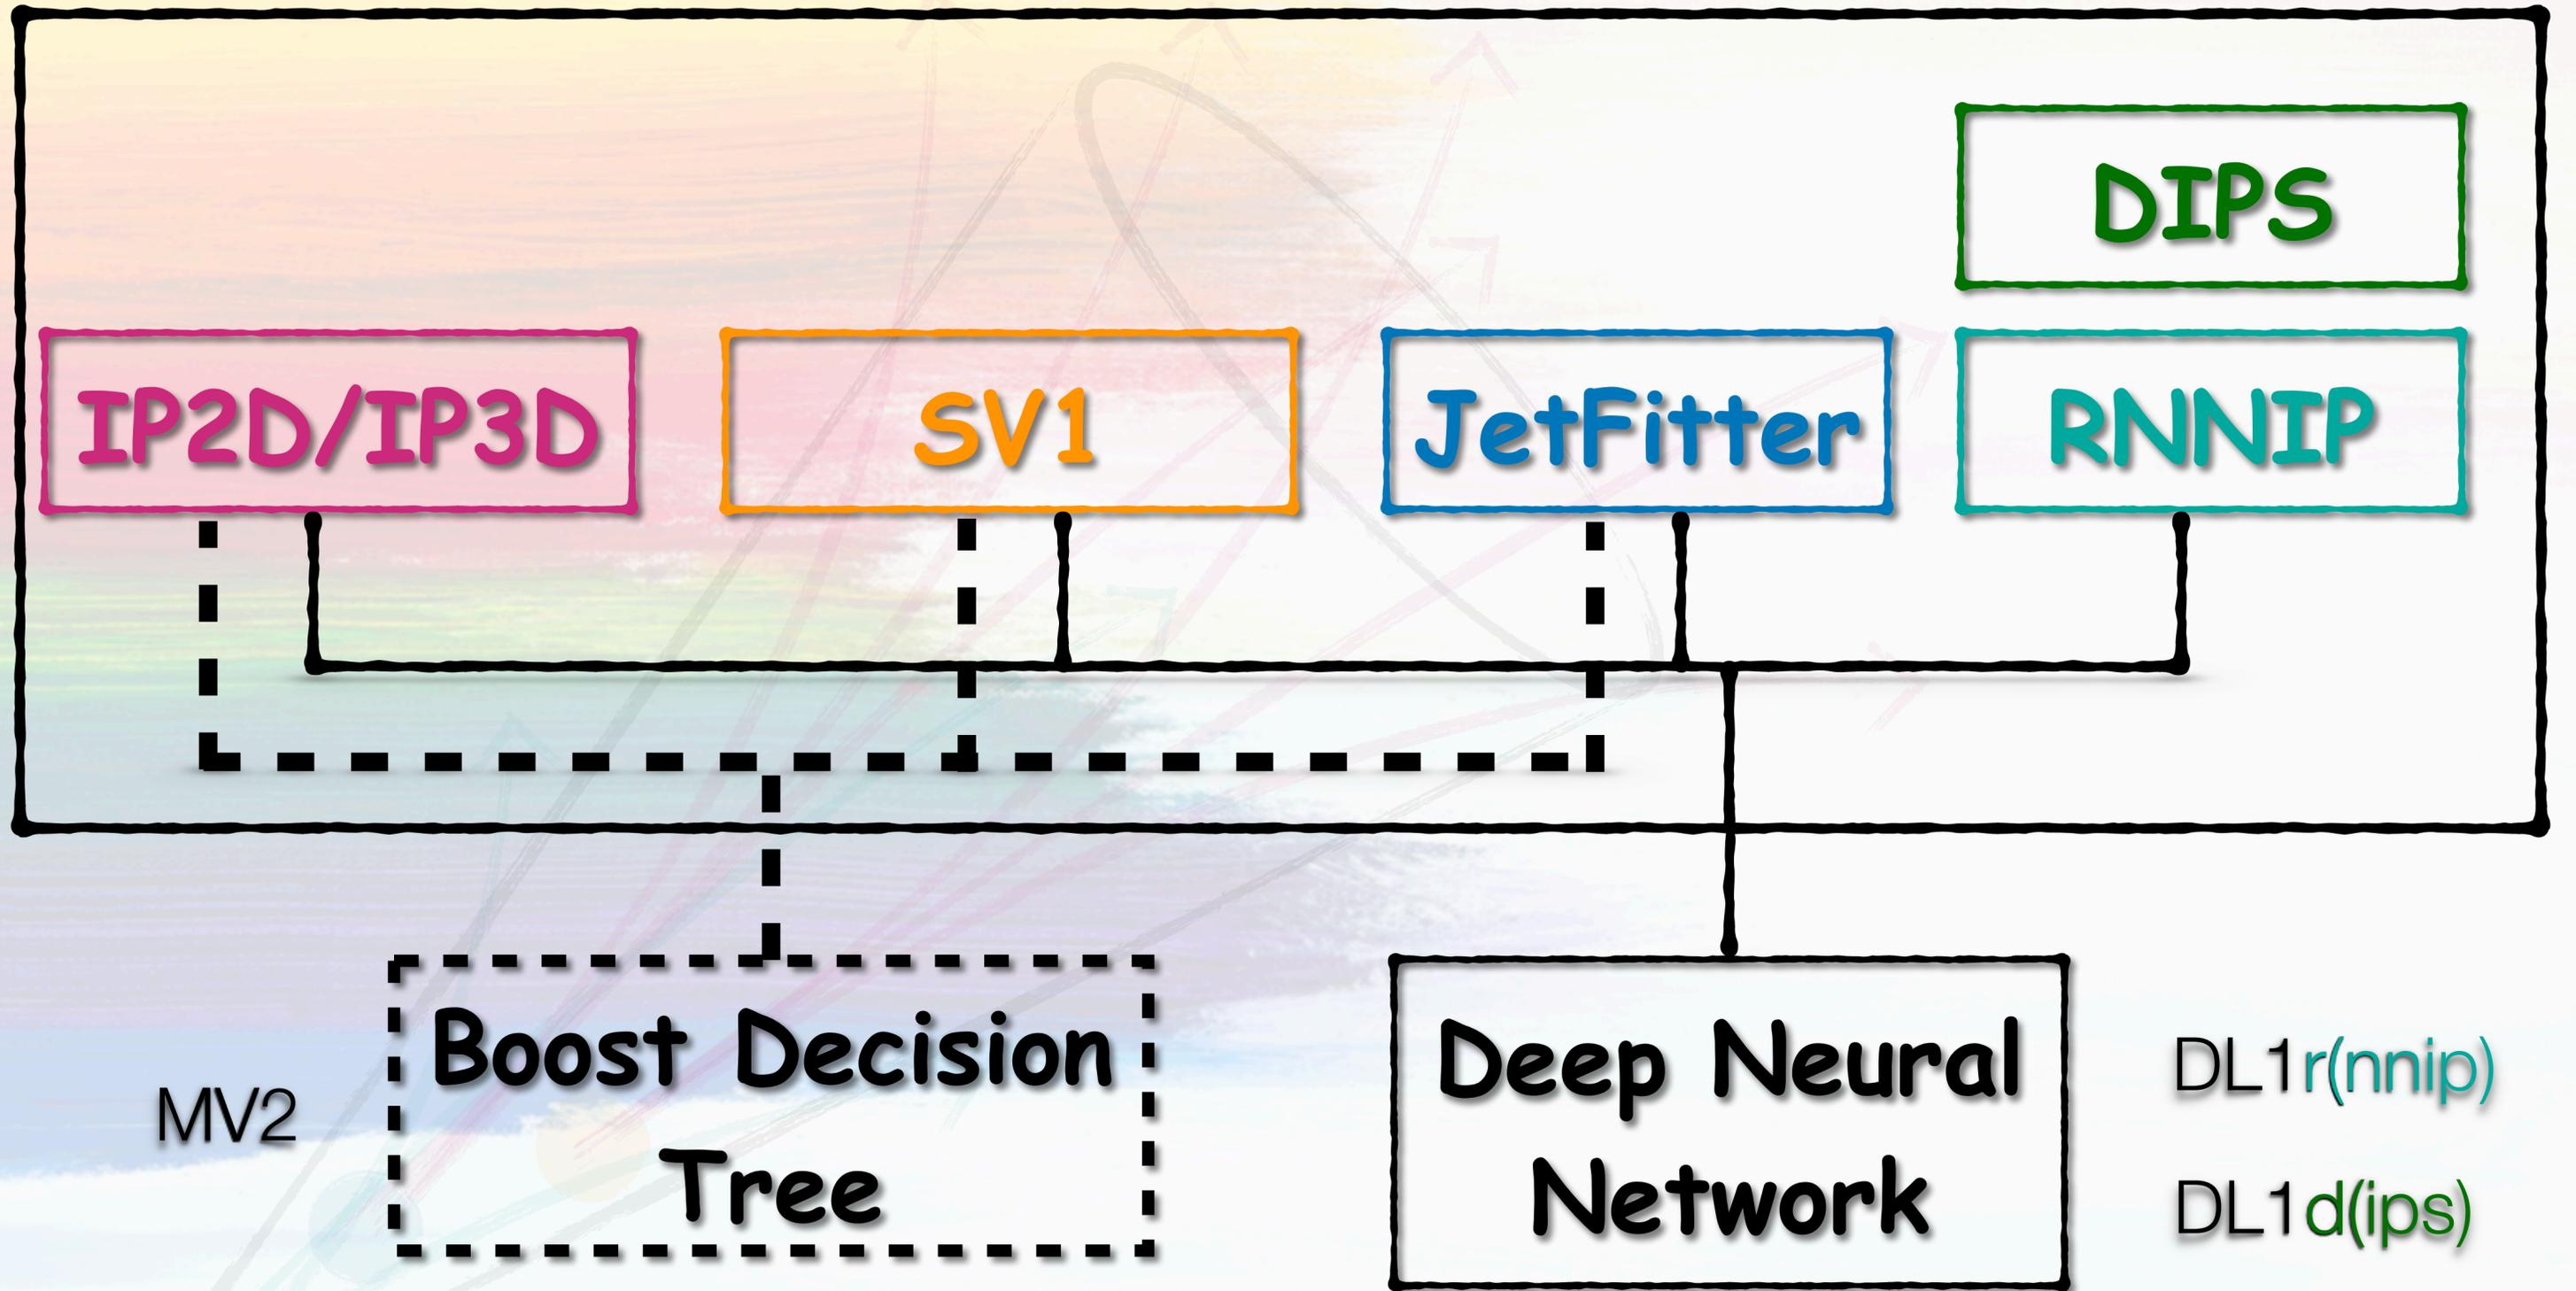 DIPS
IP2D/IP3D
SV1
JetFitter
RNNIP
MV2
Boost Decision
Tree
Deep Neural
Network
DL1r(nnip)
DL1d(ips)